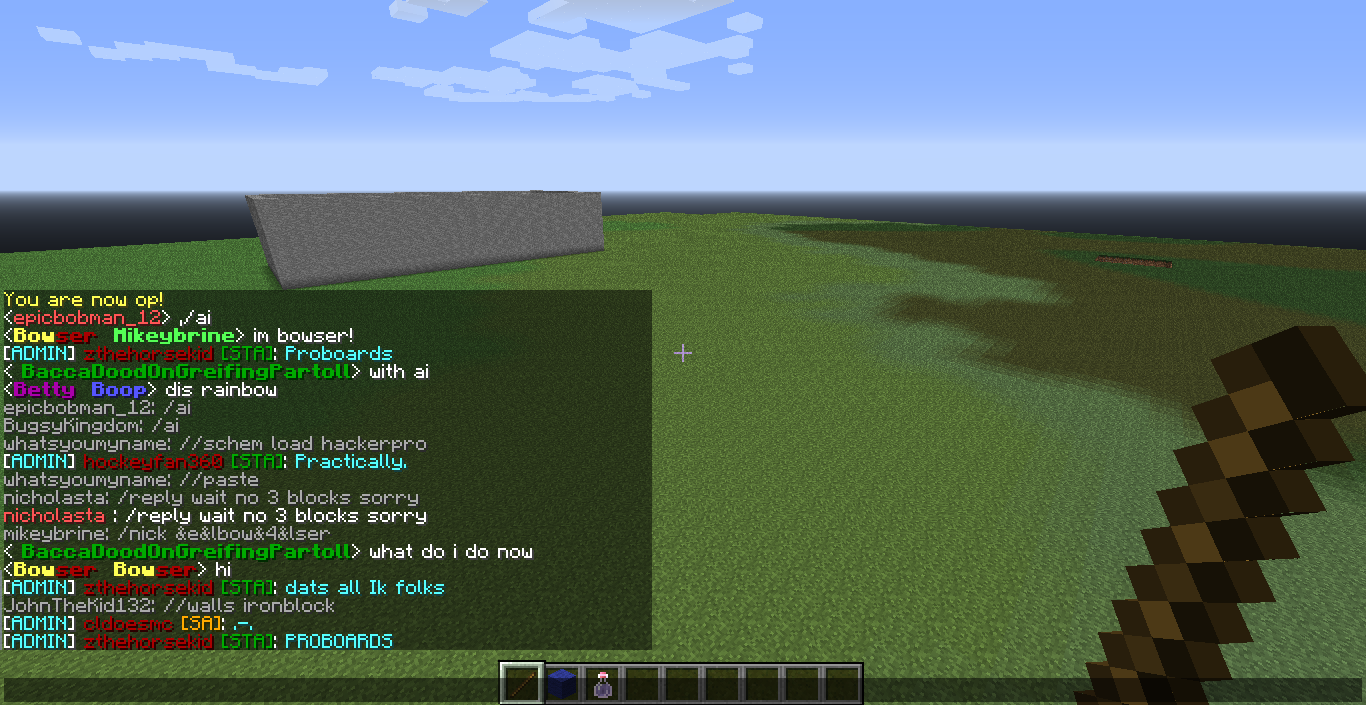 You are now op!
<epicbobman_12> ,/ai
<Bowser Mikeybrine> im bowser!
[ADMIN] zthehorsekid [STA]: Proboards
< BaccaDoodOnGreifingPartoll> with ai
<Betty Boop> dis rainbow
epicbobman_12: /ai
BugsyKingdom: /ai
whatsyoumyname: //schem load hackerpro
[ADMIN] hockeyfan360 [STA]: Practically.
whatsyoumyname: //paste
nicholasta: /reply wait no 3 blocks sorry
nicholasta : /reply wait no 3 blocks sorry
mikeybrine: /nick &e&lbow&4&lser
< BaccaDoodOnGreifingPartoll> what do i do now
<Bowser Bowser> hi
[ADMIN] zthehorsekid [STA]: dats all Ik folks
JohnTheKid132: //walls ironblock
[ADMIN] cldoesmc [SA]: .-.
[ADMIN] zthehorsekid [STA]: PROBOARDS